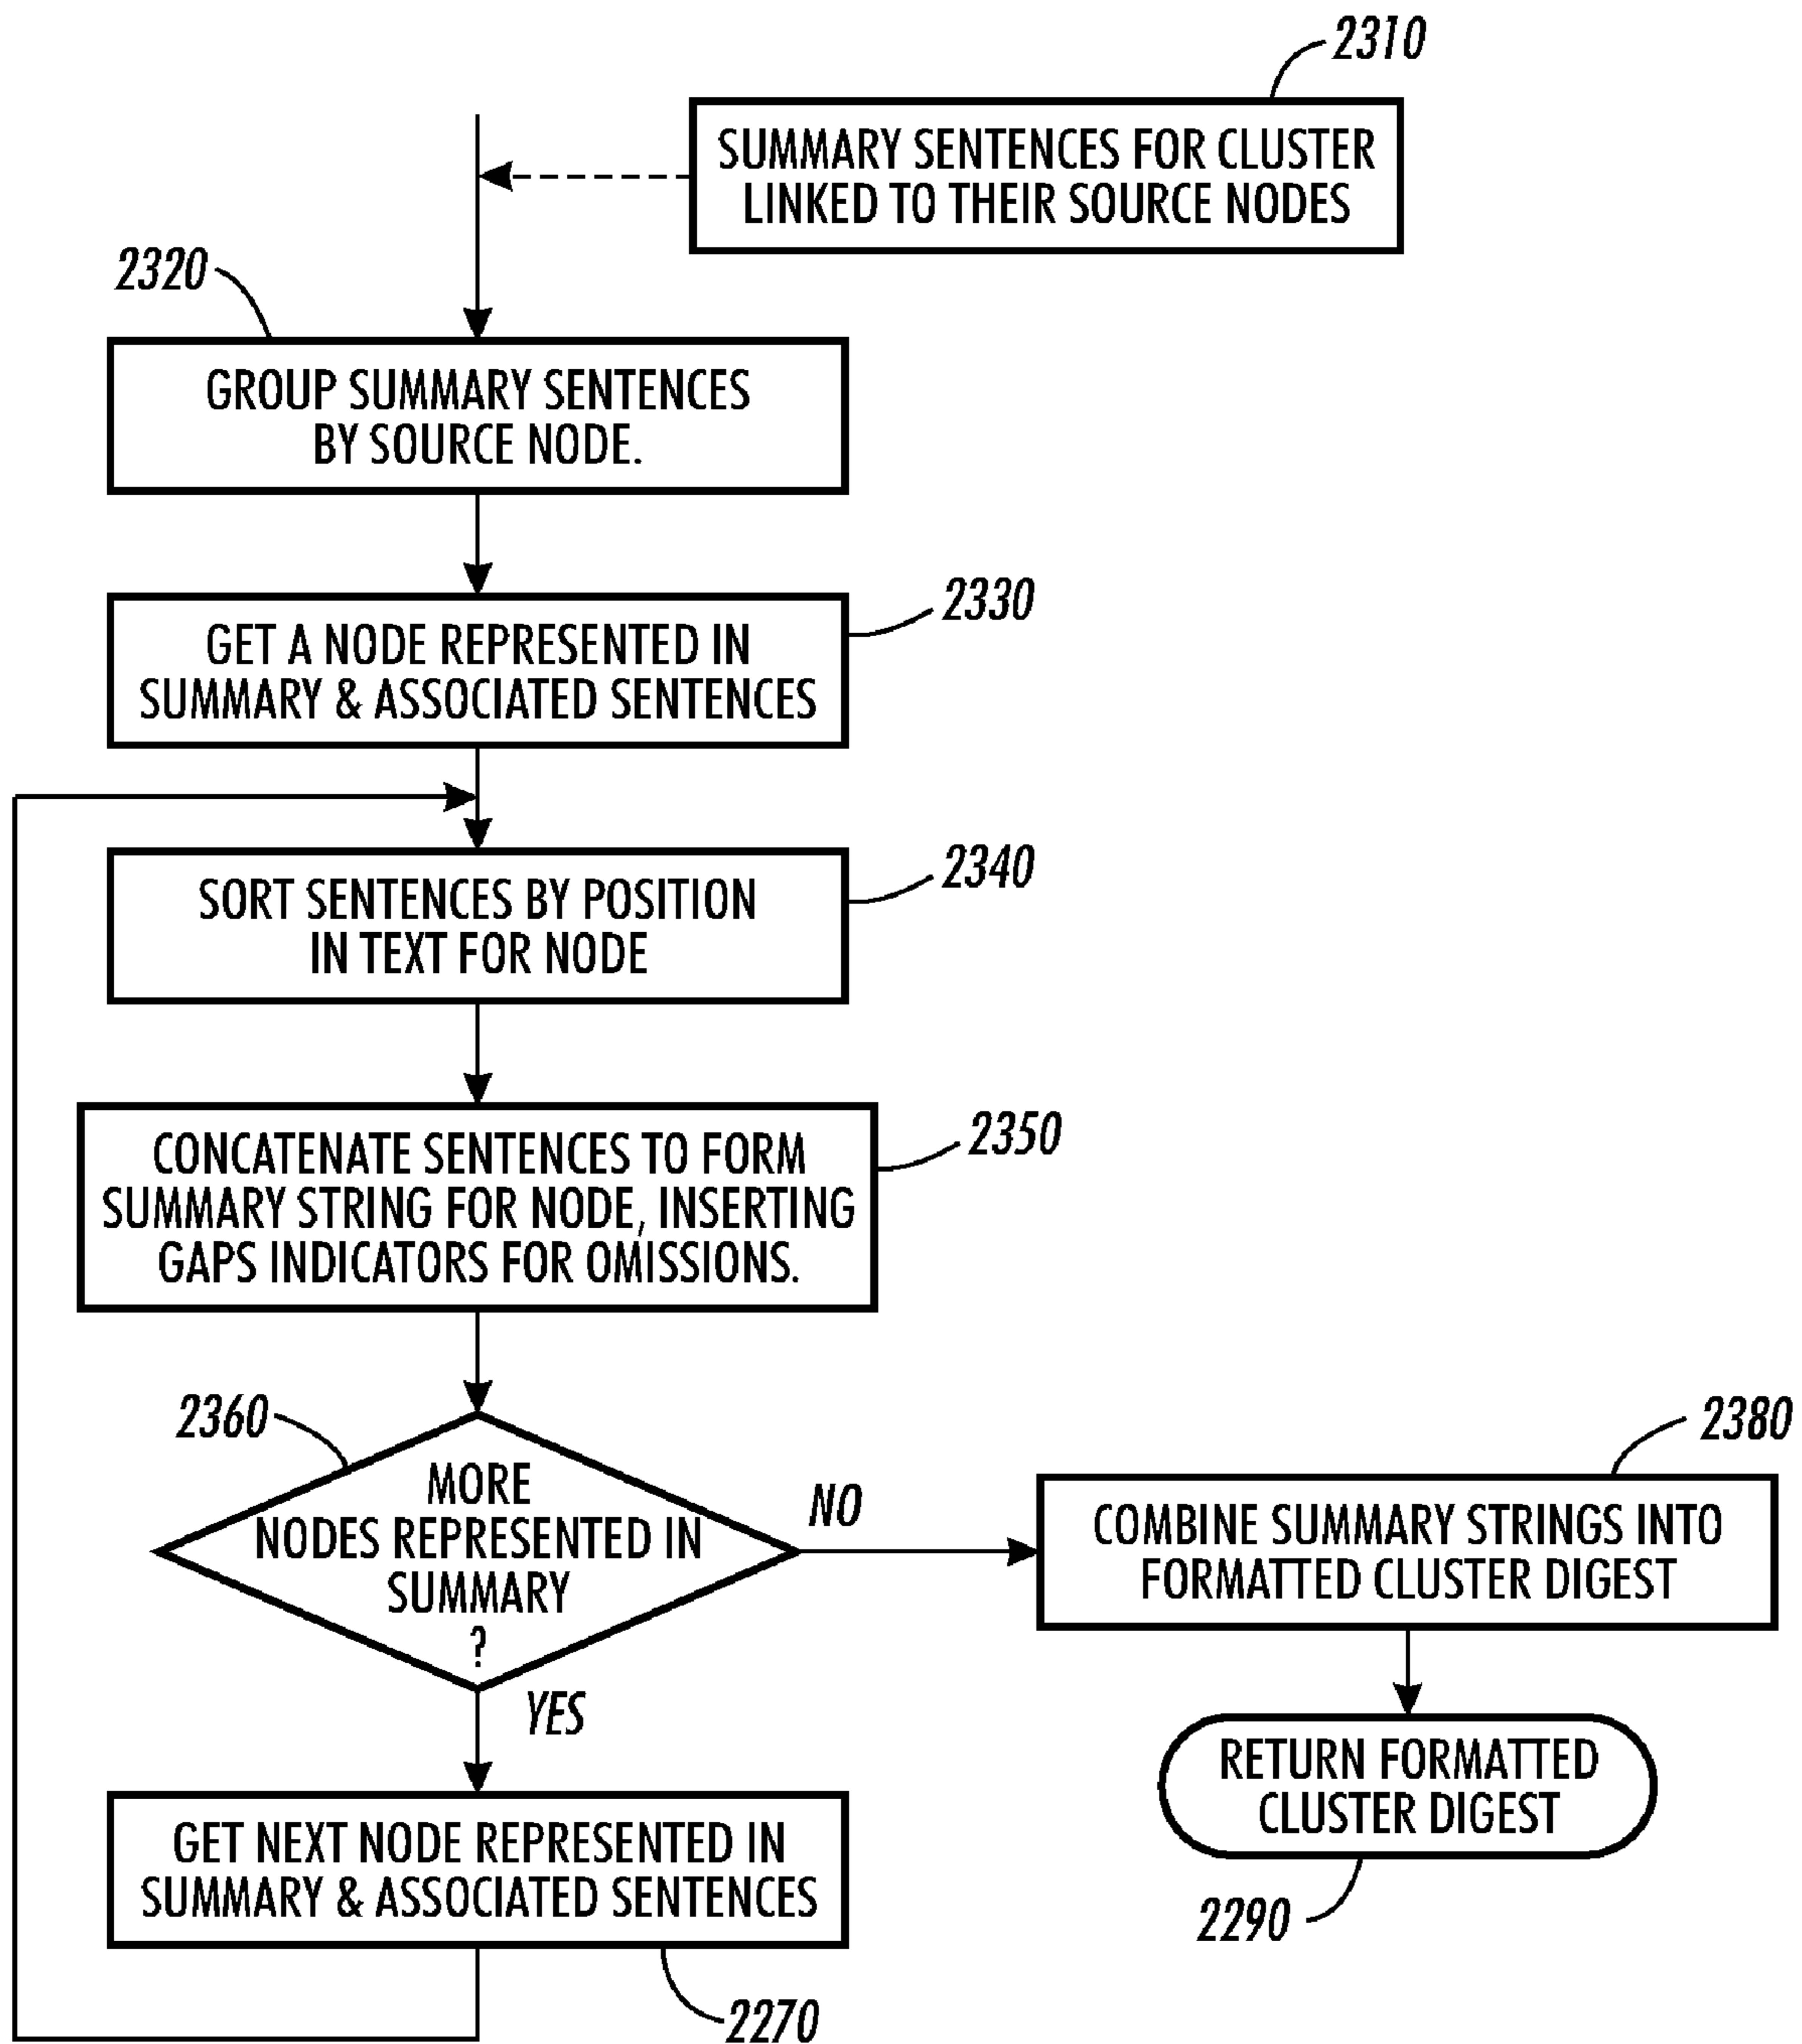 2310
SUMMARY SENTENCES FOR CLUSTER
LINKED TO THEIR SOURCE NODES
2320
GROUP SUMMARY SENTENCES
BY SOURCE NODE.
2330
GET A NODE REPRESENTED IN
SUMMARY & ASSOCIATED SENTENCES
2340
SORT SENTENCES BY POSITION
IN TEXT FOR NODE
2350
CONCATENATE SENTENCES TO FORM
SUMMARY STRING FOR NODE, INSERTING
GAPS INDICATORS FOR OMISSIONS.
2360
MORE
NODES REPRESENTED IN
SUMMARY
?
NO
YES
2380
COMBINE SUMMARY STRINGS INTO
FORMATTED CLUSTER DIGEST
RETURN FORMATTED
CLUSTER DIGEST
2290
GET NEXT NODE REPRESENTED IN
SUMMARY & ASSOCIATED SENTENCES
2270